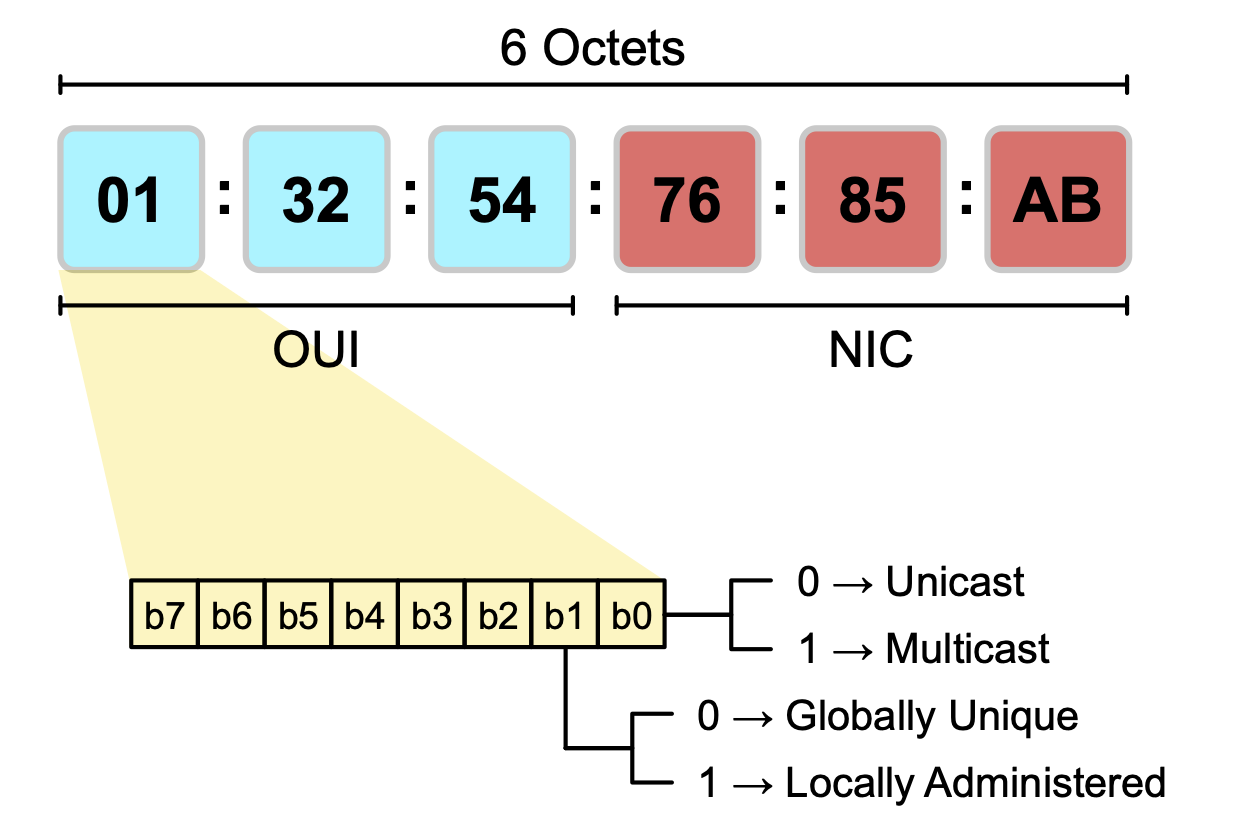 6 Octets
01 : 32 : 54 : 76 : 85 : AB
OUI NIC
b7 b6 b5 b4 b3 b2 b1 b0
0 → Unicast
1 → Multicast
0 → Globally Unique
1 → Locally Administered